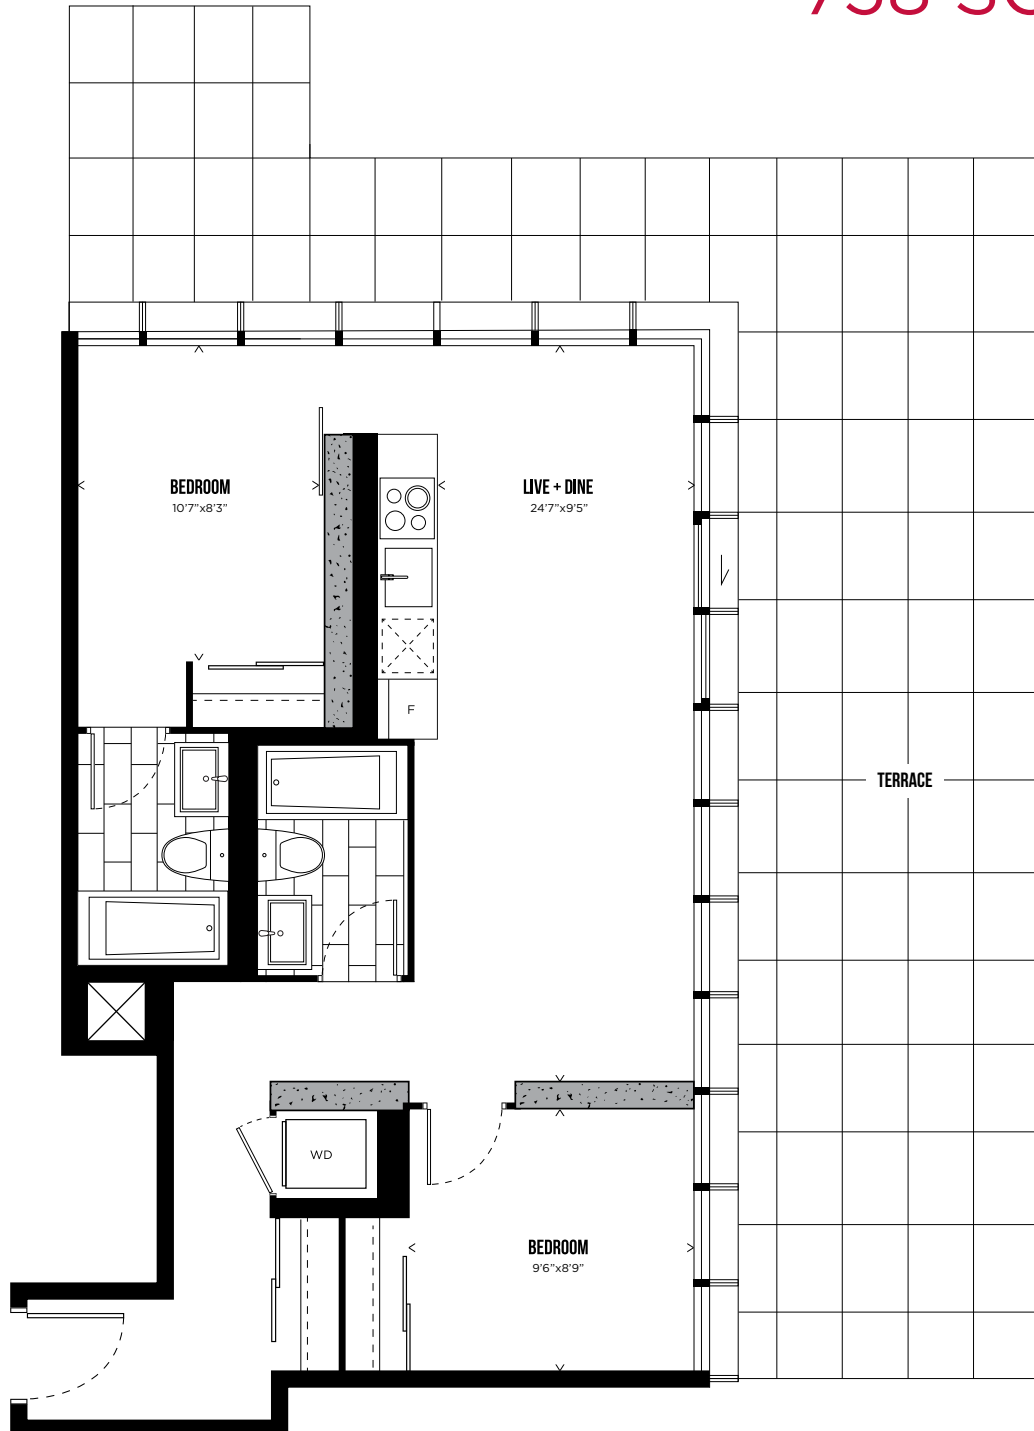 BEDROOM
10'7"x8'3"
LIVE + DINE
24'7"x9'5"
F
TERRACE
WD
BEDROOM
9'6"x8'9"